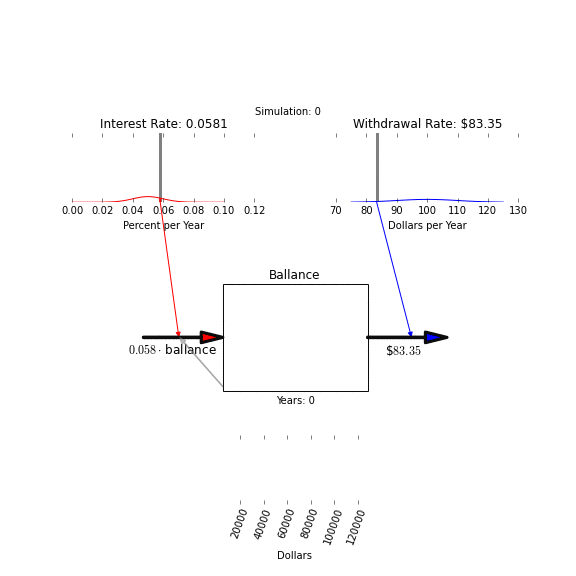 Simulation: 0
Interest Rate: 0.0581
Withdrawal Rate: $83.35
0.00 0.02 0.04 0.06 0.08 0.10 0.12
70 80 90 100 110 120 130
Percent per Year
Dollars per Year
Ballance
0.058 · ballance
$83.35
Years: 0
20000 40000 60000 80000 100000 120000
Dollars